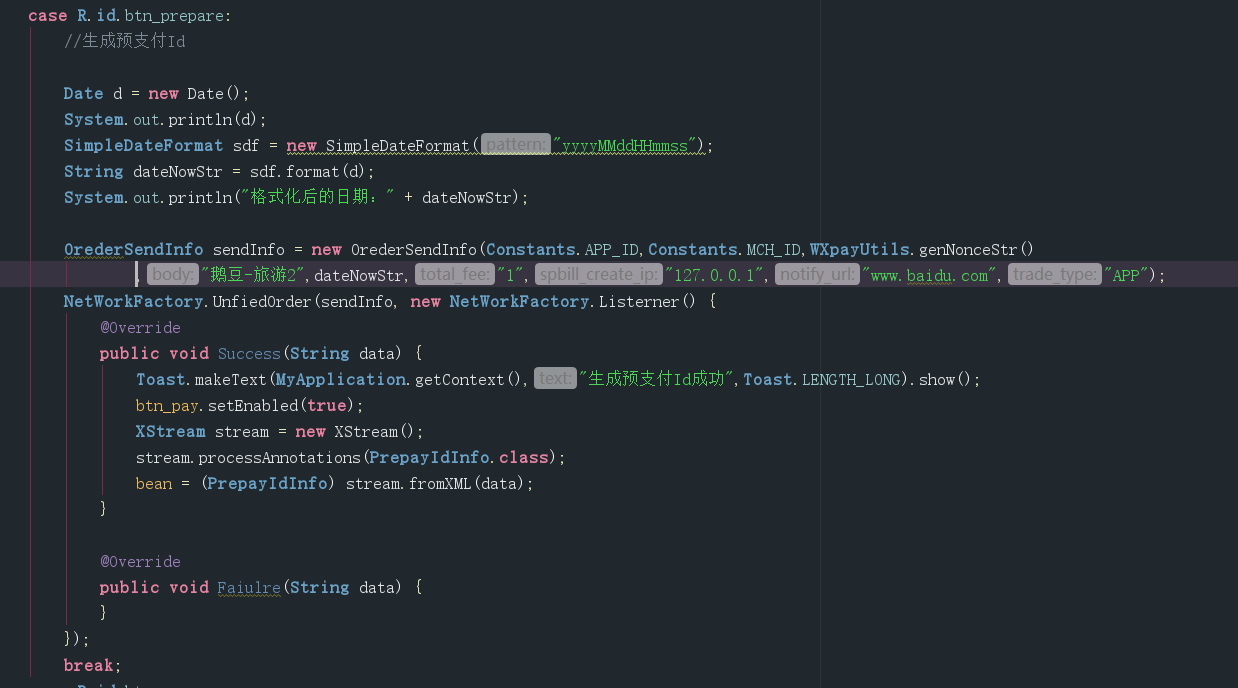 case R.id.btn_prepare:
//生成预支付Id
Date d = new Date();
System.out.println(d);
SimpleDateFormat sdf = new SimpleDateFormat( pattern: "yyyyMMddHHmmss");
String dateNowStr = sdf.format(d);
System.out.println("格式化后的日期：" + dateNowStr);
OrederSendInfo sendInfo = new OrederSendInfo(Constants.APP_ID,Constants.MCH_ID,WXpayUtils.genNonceStr()
, body: "鹅豆-旅游2",dateNowStr, total_fee: "1", spbill_create_ip: "127.0.0.1", notify_url: "www.baidu.com", trade_type: "APP");
NetWorkFactory.UnfiedOrder(sendInfo, new NetWorkFactory.Listerner() {
@Override
public void Success(String data) {
Toast.makeText(MyApplication.getContext(), text: "生成预支付Id成功",Toast.LENGTH_LONG).show();
btn_pay.setEnabled(true);
XStream stream = new XStream();
stream.processAnnotations(PrepayIdInfo.class);
bean = (PrepayIdInfo) stream.fromXML(data);
}
@Override
public void Faiulre(String data) {
}
});
break;